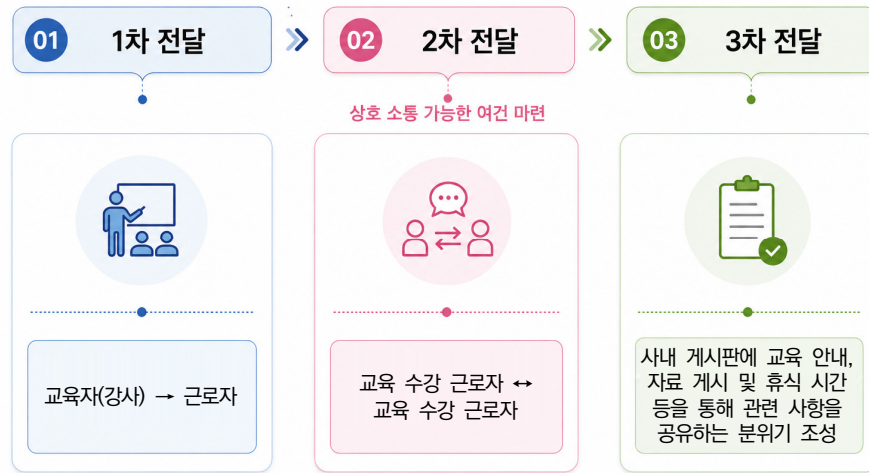 01 1차 전달
02 2차 전달
03 3차 전달
상호 소통 가능한 여건 마련
교육자(강사) → 근로자
교육 수강 근로자 ↔
교육 수강 근로자
사내 게시판에 교육 안내,
자료 게시 및 휴식 시간
등을 통해 관련 사항을
공유하는 분위기 조성